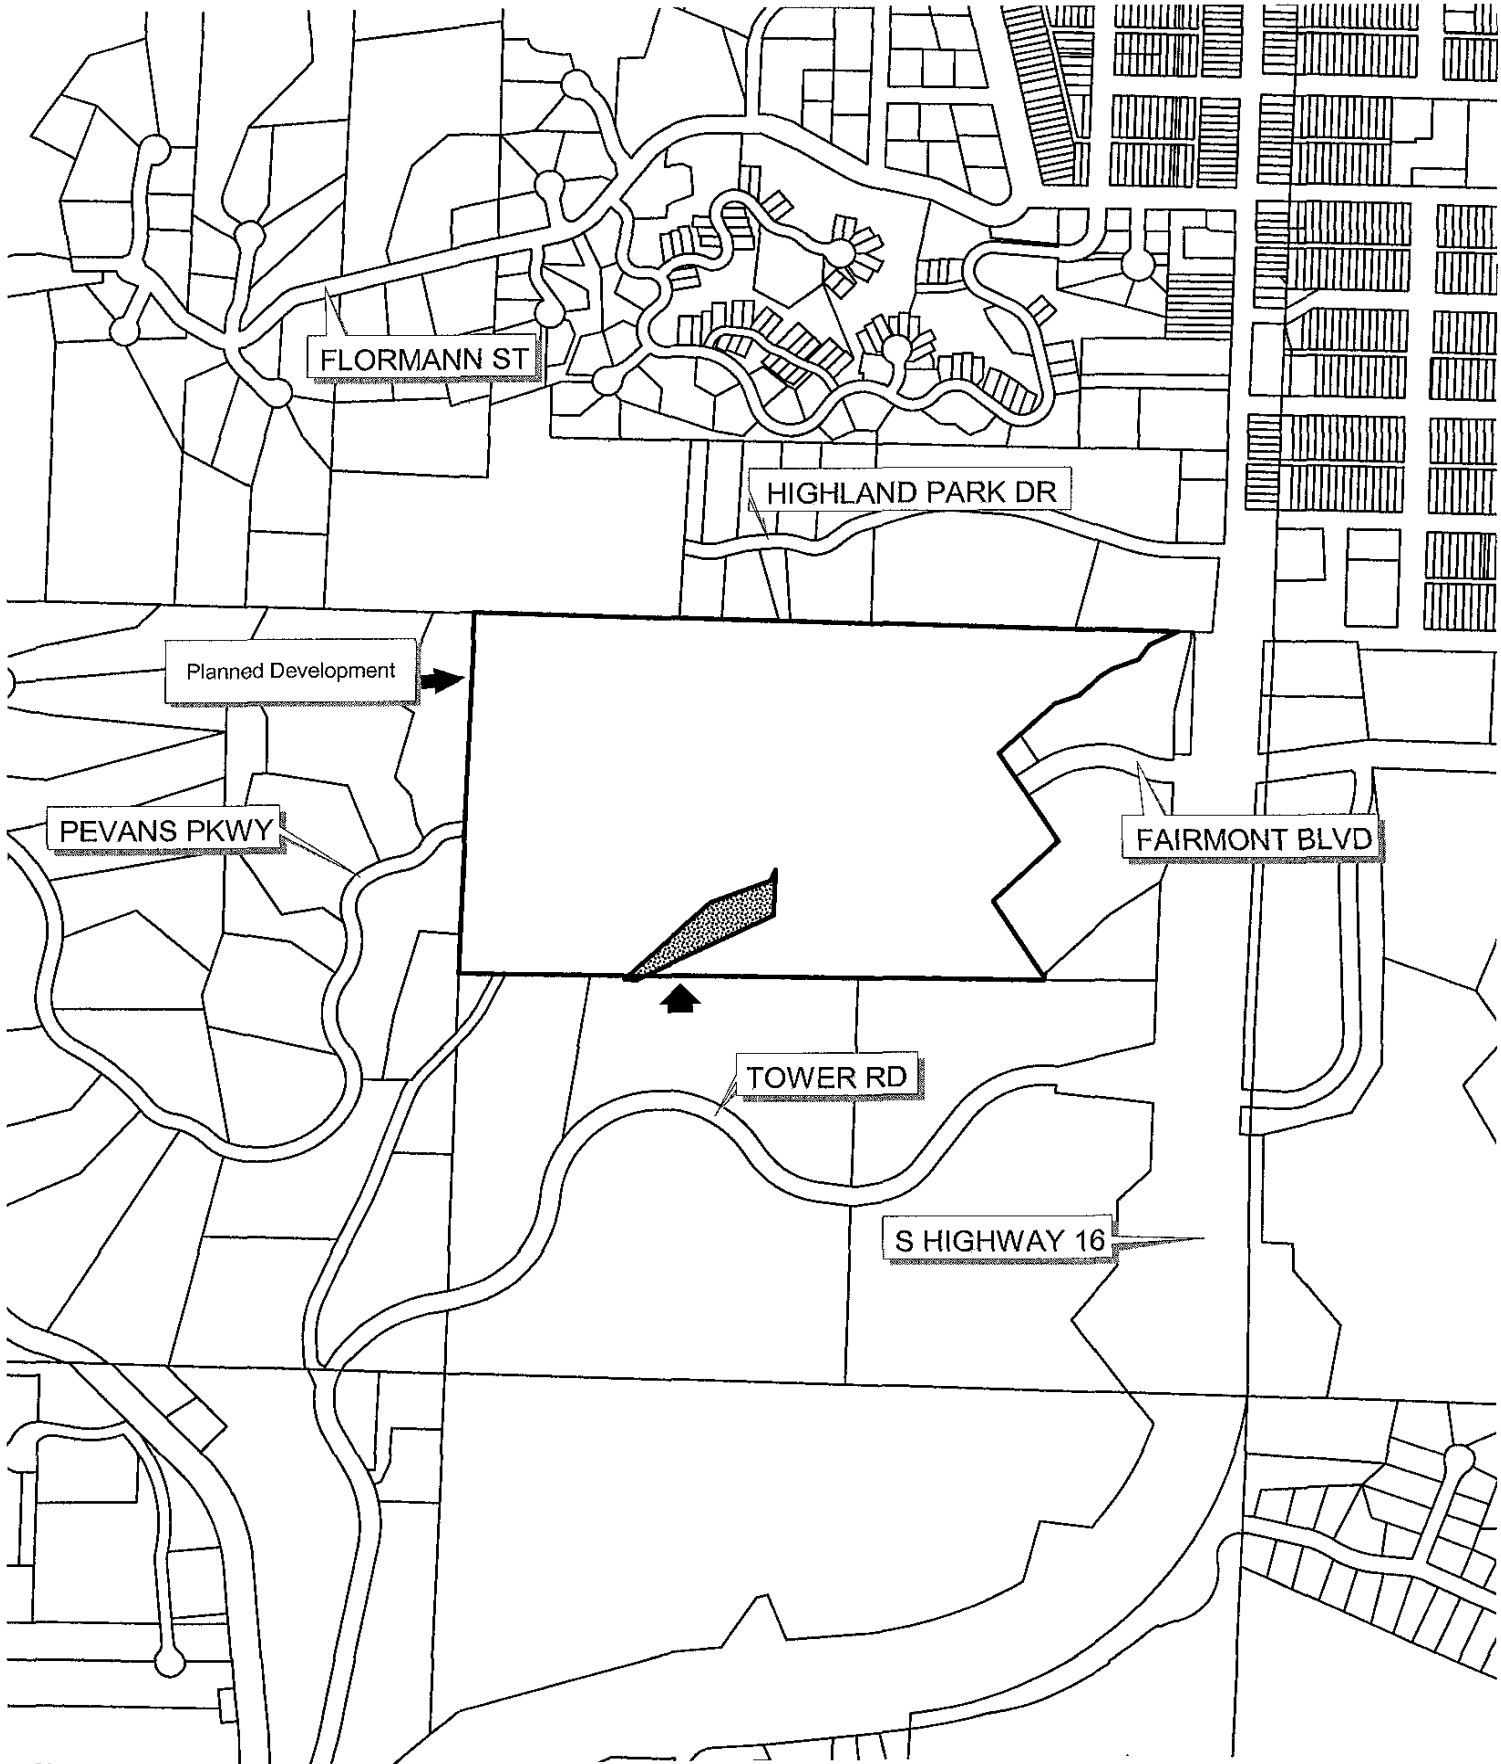 FLORMANN ST
HIGHLAND PARK DR
Planned Development
PEVANS PKWY
FAIRMONT BLVD
TOWER RD
S HIGHWAY 16